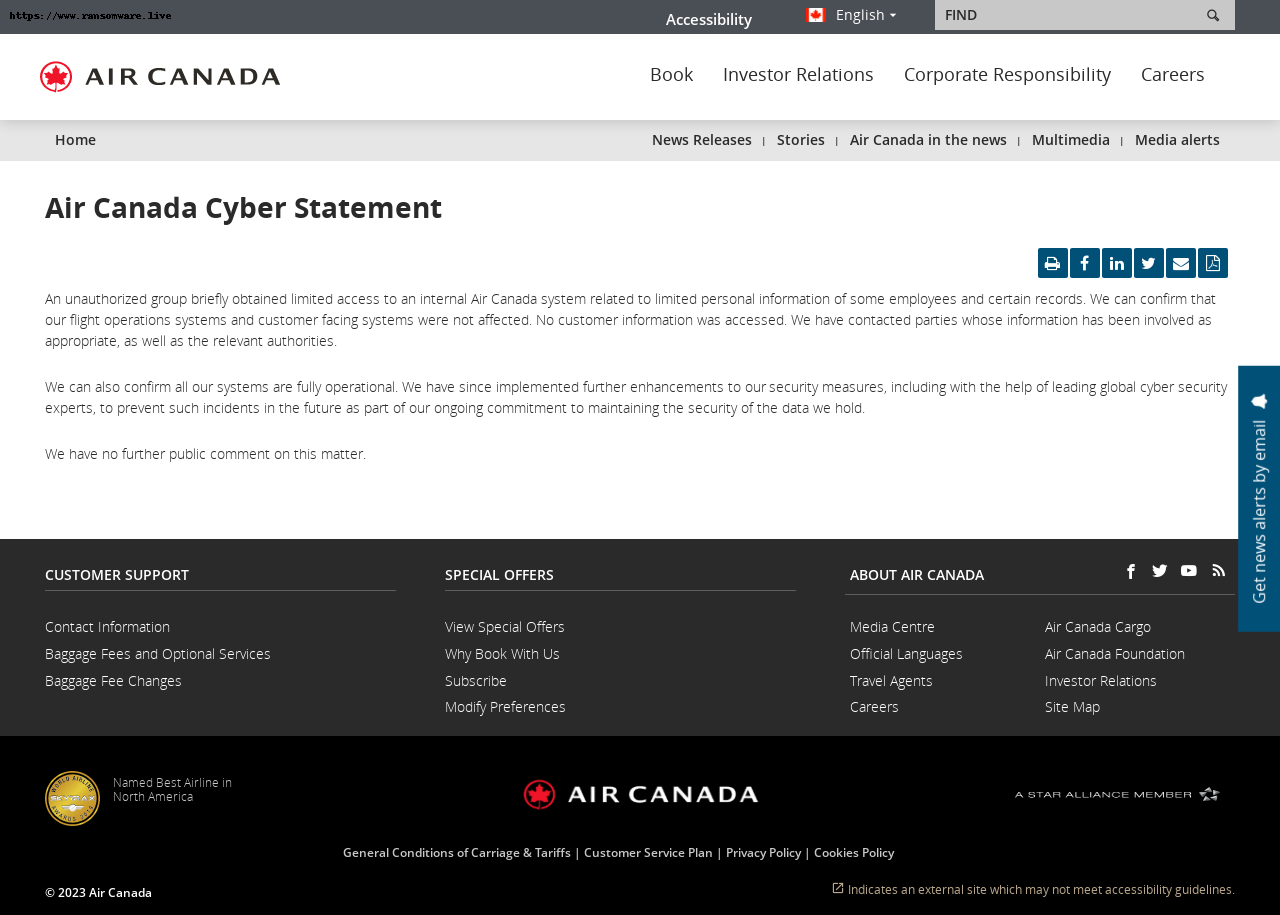 https://www.ransomware.live
Accessibility English FIND
AIR CANADA Book Investor Relations Corporate Responsibility Careers
Home News Releases | Stories | Air Canada in the news | Multimedia | Media alerts
Air Canada Cyber Statement
An unauthorized group briefly obtained limited access to an internal Air Canada system related to limited personal information of some employees and certain records. We can confirm that
our flight operations systems and customer facing systems were not affected. No customer information was accessed. We have contacted parties whose information has been involved as
appropriate, as well as the relevant authorities.
We can also confirm all our systems are fully operational. We have since implemented further enhancements to our security measures, including with the help of leading global cyber security
experts, to prevent such incidents in the future as part of our ongoing commitment to maintaining the security of the data we hold.
We have no further public comment on this matter.
Get news alerts by email
CUSTOMER SUPPORT
Contact Information
Baggage Fees and Optional Services
Baggage Fee Changes
SPECIAL OFFERS
View Special Offers
Why Book With Us
Subscribe
Modify Preferences
ABOUT AIR CANADA
Media Centre
Official Languages
Travel Agents
Careers
Air Canada Cargo
Air Canada Foundation
Investor Relations
Site Map
WORLD AIRLINE
SKYTRAX
Named Best Airline in
North America
AIR CANADA
A STAR ALLIANCE MEMBER
General Conditions of Carriage & Tariffs | Customer Service Plan | Privacy Policy | Cookies Policy
© 2023 Air Canada
Indicates an external site which may not meet accessibility guidelines.